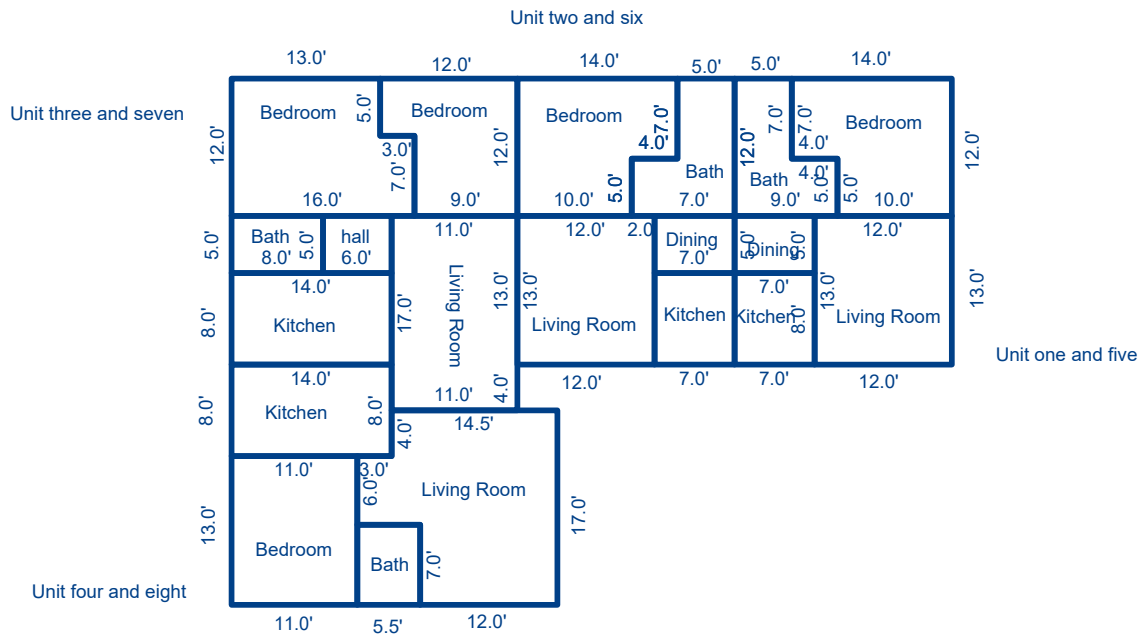 Unit two and six
13.0'
12.0'
14.0'
5.0'
5.0'
14.0'
Unit three and seven
12.0'
Bedroom
5.0'
3.0'
7.0'
Bedroom
12.0'
Bedroom
7.0'
4.0'
5.0'
Bath
12.0'
7.0'
7.0'
4.0'
4.0'
Bath
5.0'
5.0'
Bedroom
12.0'
16.0'
9.0'
10.0'
7.0'
9.0'
10.0'
5.0'
Bath
8.0'
5.0'
hall
6.0'
11.0'
12.0'
2.0'
Dining
7.0'
5.0'
Dining
5.0'
12.0'
14.0'
8.0'
Kitchen
17.0'
Living Room
13.0'
13.0'
Living Room
Kitchen
7.0'
Kitchen
8.0'
13.0'
Living Room
13.0'
Unit one and five
14.0'
8.0'
Kitchen
8.0'
11.0'
4.0'
12.0'
7.0'
7.0'
12.0'
4.0'
14.5'
11.0'
3.0'
6.0'
Living Room
17.0'
13.0'
Bedroom
Bath
7.0'
Unit four and eight
11.0'
5.5'
12.0'